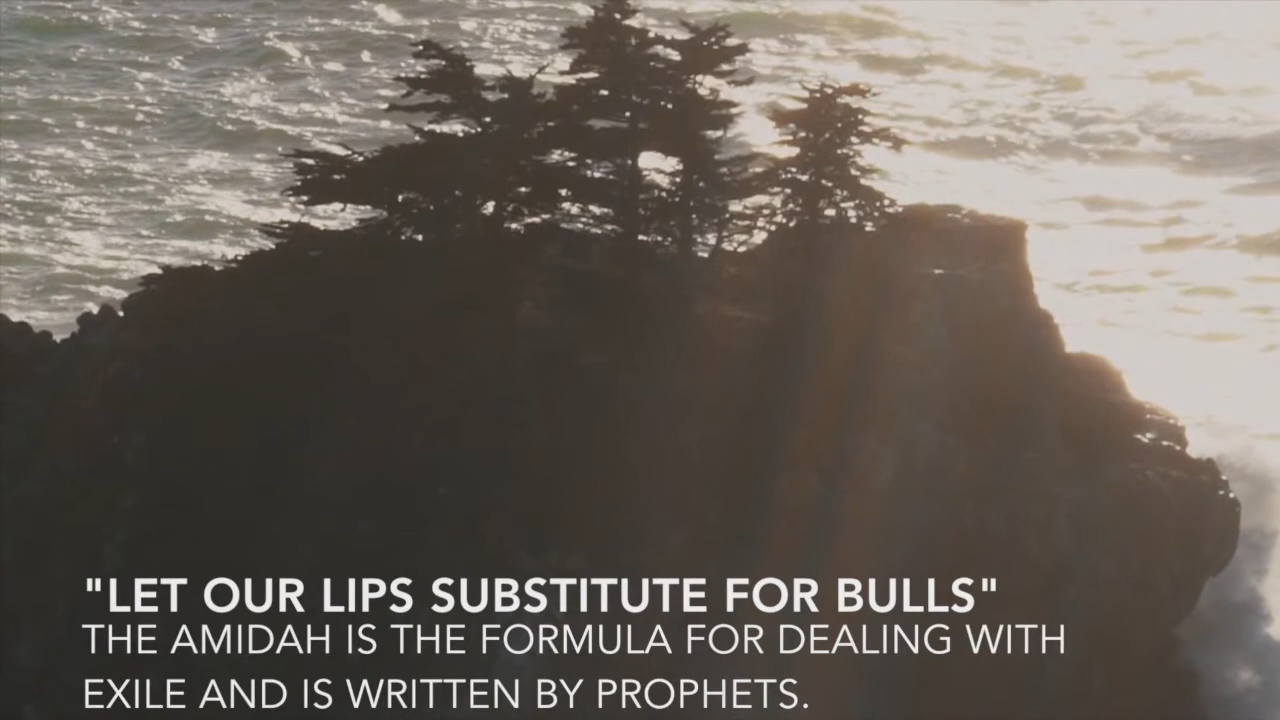 "LET OUR LIPS SUBSTITUTE FOR BULLS"
THE AMIDAH IS THE FORMULA FOR DEALING WITH
EXILE AND IS WRITTEN BY PROPHETS.